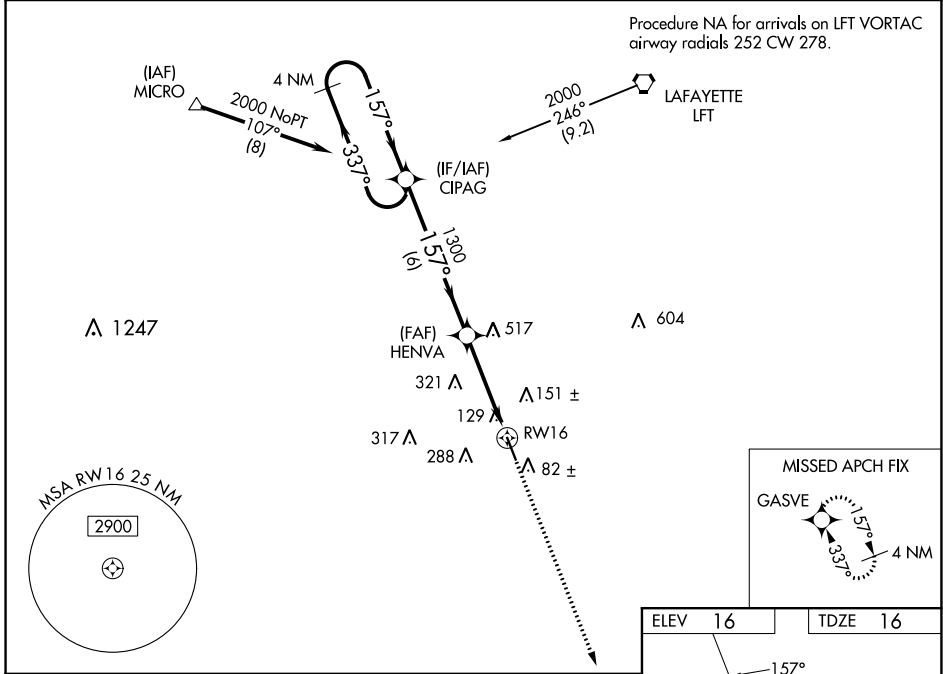 Procedure NA for arrivals on LFT VORTAC
airway radials 252 CW 278.
(IAF)
MICRO
2000 NoPT
107°
(8)
4 NM
157°
337°
2000
246°
(9.2)
LAFAYETTE
LFT
(IF/IAF)
CIPAG
1300
157°
(6)
1247
(FAF)
HENVA
517
604
321
151 ±
129
RW16
317
288
82 ±
MSA RW16 25 NM
2900
MISSED APCH FIX
GASVE
157°
337°
4 NM
ELEV 16
TDZE 16
157°